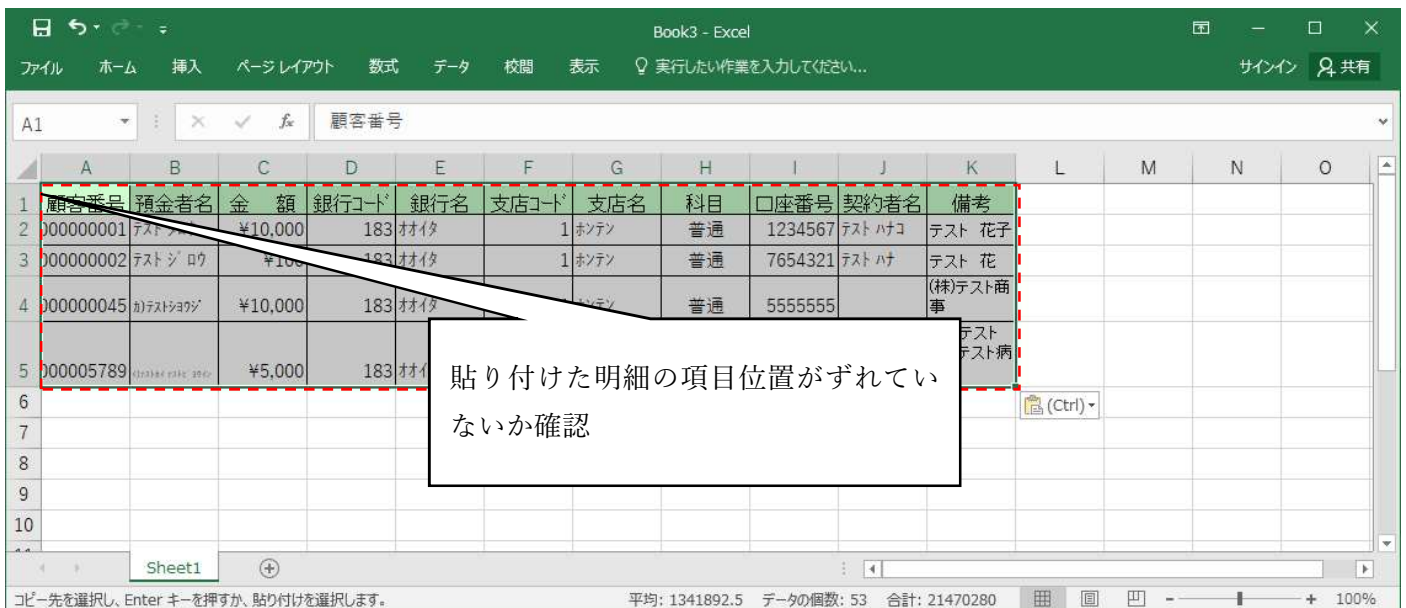 Book3 - Excel
ファイル ホーム 挿入 ページ レイアウト 数式 データ 校閲 表示 実行したい作業を入力してください... サインイン 共有
A1 fx 顧客番号
A B C D E F G H I J K L M N O
1 顧客番号 預金者名 金 額 銀行コード 銀行名 支店コード 支店名 科目 口座番号 契約者名 備考
2 000000001 テスト ¥10,000 183 オオイタ 1 ホンテン 普通 1234567 テスト ハナコ テスト 花子
3 000000002 テスト ジロウ ¥100 183 オオイタ 1 ホンテン 普通 7654321 テスト ハナ テスト 花
(株)テスト商
4 000000045 カ)テストシヨウジ ¥10,000 183 オオイタ 普通 5555555 事
テスト
テスト病
5 000005789 ¥5,000 183
貼り付けた明細の項目位置がずれてい
ないか確認
6 (Ctrl)
7
8
9
10
Sheet1
コピー先を選択し、Enter キーを押すか、貼り付けを選択します。 平均: 1341892.5 データの個数: 53 合計: 21470280 100%